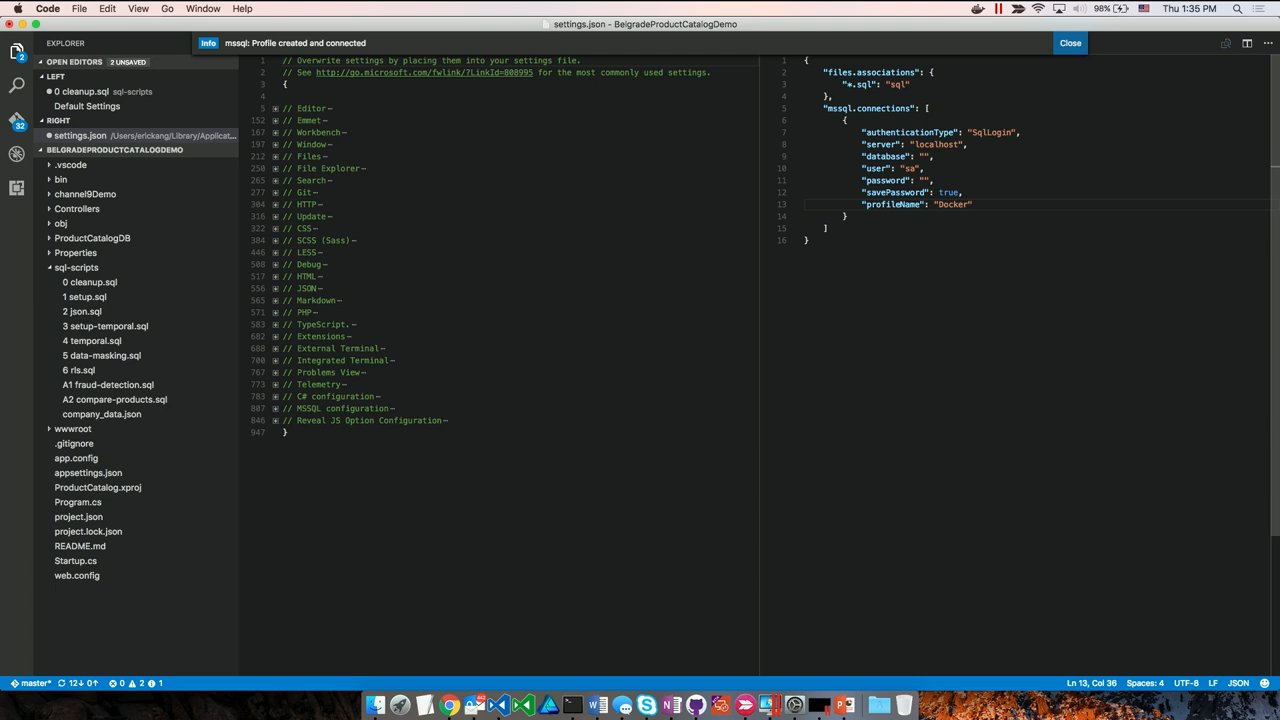 Code File Edit View Go Window Help
98% Thu 1:35 PM
settings.json - BelgradeProductCatalogDemo
EXPLORER
Info mssql: Profile created and connected Close
OPEN EDITORS 2 UNSAVED
LEFT
0 cleanup.sql sql-scripts
Default Settings
RIGHT
settings.json /Users/erickang/Library/Applicat...
BELGRADEPRODUCTCATALOGDEMO
.vscode
bin
channel9Demo
Controllers
obj
ProductCatalogDB
Properties
sql-scripts
0 cleanup.sql
1 setup.sql
2 json.sql
3 setup-temporal.sql
4 temporal.sql
5 data-masking.sql
6 rls.sql
A1 fraud-detection.sql
A2 compare-products.sql
company_data.json
wwwroot
.gitignore
app.config
appsettings.json
ProductCatalog.xproj
Program.cs
project.json
project.lock.json
README.md
Startup.cs
web.config
2
32
1 // Overwrite settings by placing them into your settings file.
2 // See http://go.microsoft.com/fwlink/?LinkId=808995 for the most commonly used settings.
3 {
4
5 // Editor
152 // Emmet
167 // Workbench
197 // Window
212 // Files
250 // File Explorer
265 // Search
277 // Git
304 // HTTP
316 // Update
322 // CSS
384 // SCSS (Sass)
446 // LESS
508 // Debug
517 // HTML
556 // JSON
565 // Markdown
571 // PHP
583 // TypeScript.
682 // Extensions
688 // External Terminal
700 // Integrated Terminal
767 // Problems View
773 // Telemetry
783 // C# configuration
807 // MSSQL configuration
846 // Reveal JS Option Configuration
947 }
1 {
2 "files.associations": {
3 "*.sql": "sql"
4 },
5 "mssql.connections": [
6 {
7 "authenticationType": "SqlLogin",
8 "server": "localhost",
9 "database": "",
10 "user": "sa",
11 "password": "",
12 "savePassword": true,
13 "profileName": "Docker"
14 }
15 ]
16 }
master* 12↓ 0↑ 0 2 1
Ln 13, Col 36 Spaces: 4 UTF-8 LF JSON